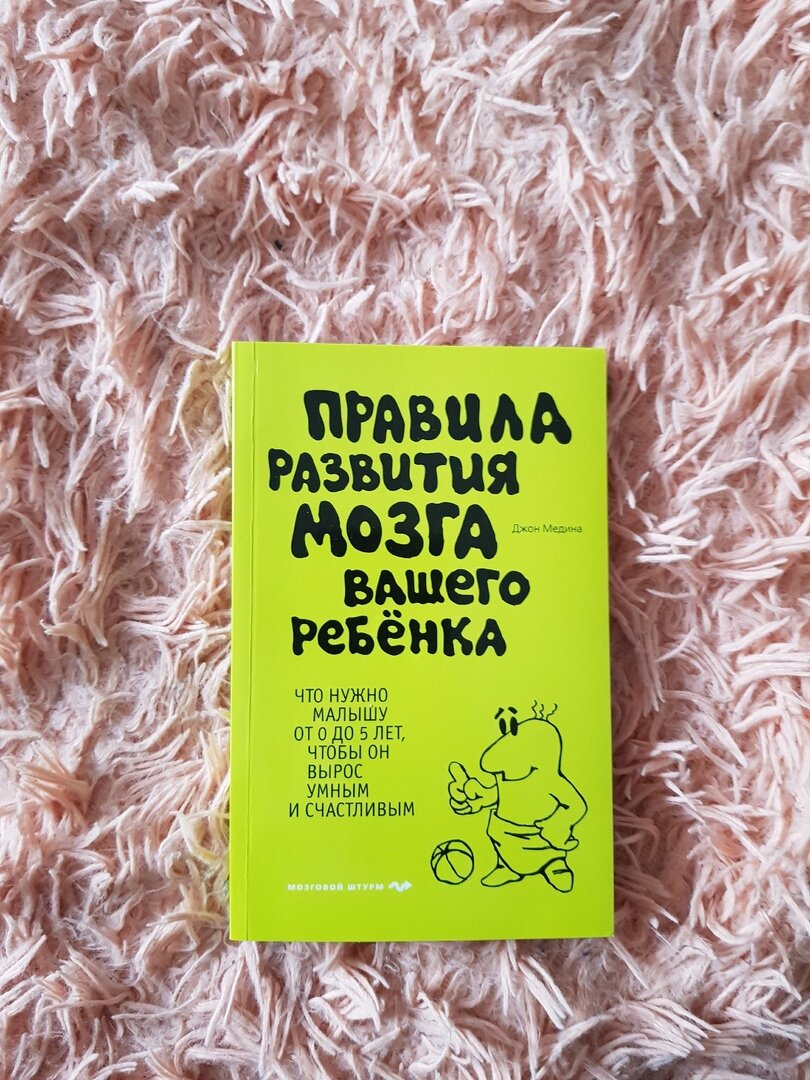 ПРАВИЛА
РАЗВИТИЯ
МОЗГА
Джон Медина
ВАШЕГО
РЕБЁНКА
ЧТО НУЖНО
МАЛЫШУ
ОТ 0 ДО 5 ЛЕТ,
ЧТОБЫ ОН
ВЫРОС
УМНЫМ
И СЧАСТЛИВЫМ
МОЗГОВОЙ ШТУРМ